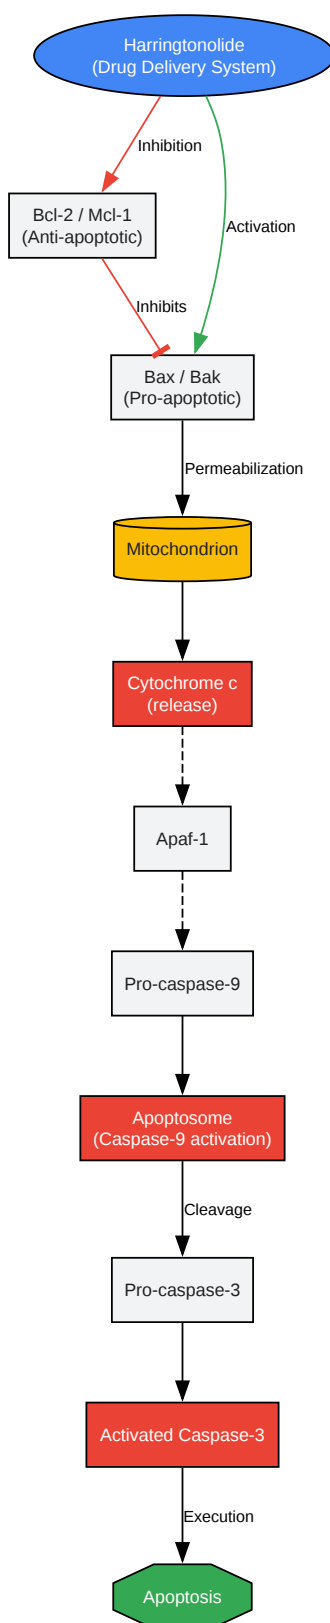 Harringtonolide
(Drug Delivery System)
Inhibition
Bcl-2 / Mcl-1
(Anti-apoptotic)
Activation
Inhibits
Bax / Bak
(Pro-apoptotic)
Permeabilization
Mitochondrion
Cytochrome c
(release)
Apaf-1
Pro-caspase-9
Apoptosome
(Caspase-9 activation)
Cleavage
Pro-caspase-3
Activated Caspase-3
Execution
Apoptosis